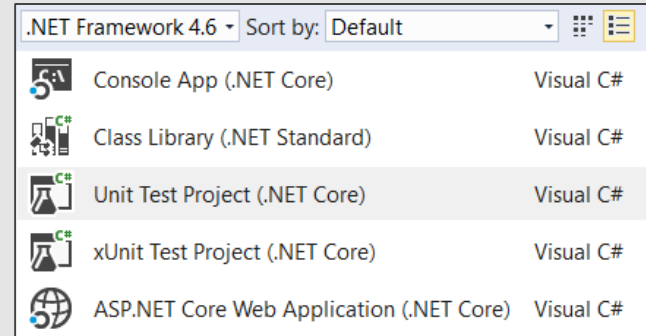 .NET Framework 4.6 Sort by: Default
C:\ Console App (.NET Core) Visual C#
C# Class Library (.NET Standard) Visual C#
C# Unit Test Project (.NET Core) Visual C#
C# xUnit Test Project (.NET Core) Visual C#
ASP.NET Core Web Application (.NET Core) Visual C#